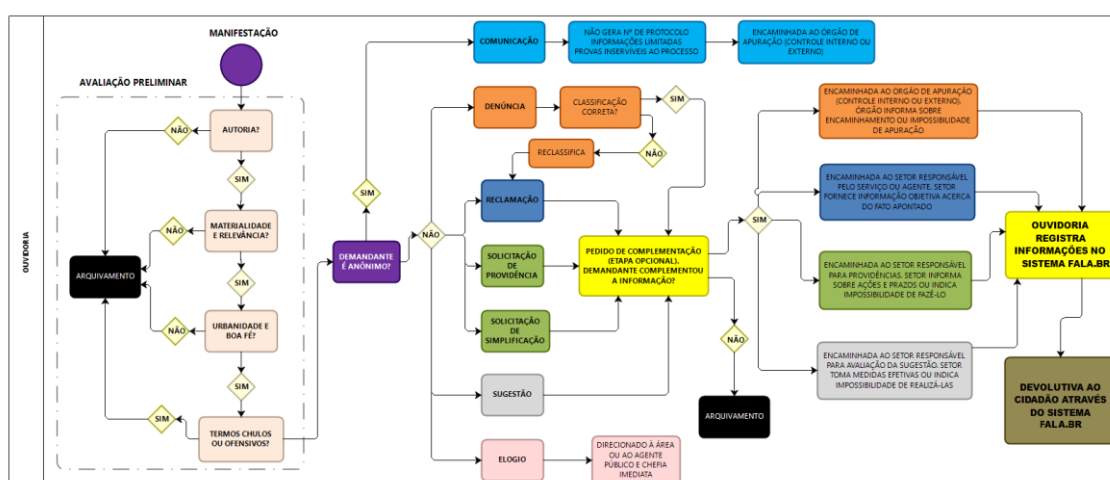 OUVIDORIA
MANIFESTAÇÃO
AVALIAÇÃO PRELIMINAR
AUTORIA?
NÃO
SIM
MATERIALIDADE
E RELEVÂNCIA?
NÃO
SIM
ARQUIVAMENTO
URBANIDADE E
BOA FÉ?
NÃO
SIM
TERMOS CHULOS
OU OFENSIVOS?
SIM
DEMANDANTE
É ANÔNIMO?
SIM
NÃO
COMUNICAÇÃO
NÃO GERA Nº DE PROTOCOLO
INFORMAÇÕES LIMITADAS
PROVAS INSERVÍVEIS AO PROCESSO
ENCAMINHADA AO ÓRGÃO DE
APURAÇÃO (CONTROLE INTERNO OU
EXTERNO)
DENÚNCIA
CLASSIFICAÇÃO
CORRETA?
SIM
NÃO
RECLASSIFICA
RECLAMAÇÃO
SOLICITAÇÃO
DE
PROVIDÊNCIA
SOLICITAÇÃO
DE
SIMPLIFICAÇÃO
SUGESTÃO
ELOGIO
DIRECIONADO À ÁREA
OU AO AGENTE
PÚBLICO E CHEFIA
IMEDIATA
PEDIDO DE COMPLEMENTAÇÃO
(ETAPA OPCIONAL).
DEMANDANTE COMPLEMENTOU
A INFORMAÇÃO?
SIM
NÃO
ARQUIVAMENTO
ENCAMINHADA AO ÓRGÃO DE APURAÇÃO
(CONTROLE INTERNO OU EXTERNO).
ÓRGÃO INFORMA SOBRE
ENCAMINHAMENTO OU IMPOSSIBILIDADE
DE APURAÇÃO
ENCAMINHADA AO SETOR RESPONSÁVEL
PELO SERVIÇO OU AGENTE. SETOR
FORNECE INFORMAÇÃO OBJETIVA ACERCA
DO FATO APONTADO
ENCAMINHADA AO SETOR RESPONSÁVEL
PARA PROVIDÊNCIAS. SETOR INFORMA
SOBRE AÇÕES E PRAZOS OU INDICA
IMPOSSIBILIDADE DE FAZÊ-LO
ENCAMINHADA AO SETOR RESPONSÁVEL
PARA AVALIAÇÃO DA SUGESTÃO. SETOR
TOMA MEDIDAS EFETIVAS OU INDICA
IMPOSSIBILIDADE DE REALIZÁ-LAS
OUVIDORIA
REGISTRA
INFORMAÇÕES NO
SISTEMA FALA.BR
DEVOLUTIVA AO
CIDADÃO ATRAVÉS
DO SISTEMA
FALA.BR